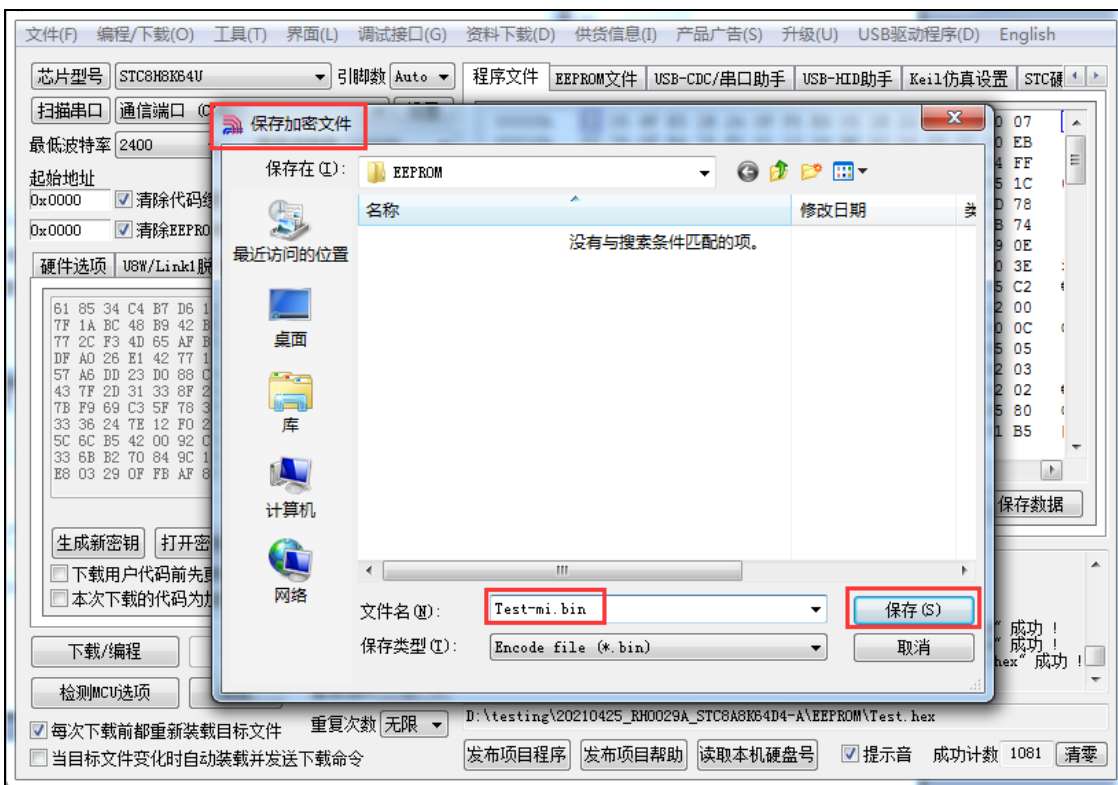 文件(F) 编程/下载(O) 工具(T) 界面(L) 调试接口(G) 资料下载(D) 供货信息(I) 产品广告(S) 升级(U) USB驱动程序(D) English
芯片型号 STC8H8K64U 引脚数 Auto 程序文件 EEPROM文件 USB-CDC/串口助手 USB-HID助手 Keil仿真设置 STC硬
扫描串口 通信端口
最低波特率 2400
起始地址
0x0000 清除代码
0x0000 清除EEPRO
硬件选项 U8W/Link1脱
61 85 34 C4 B7 D6 1
7F 1A BC 48 B9 42 B
77 2C F3 4D 65 AF B
DF A0 26 E1 42 77 1
57 A6 DD 23 D0 88 C
43 7F 2D 31 33 8F 2
7B F9 69 C3 5F 78 3
33 36 24 7E 12 F0 2
5C 6C B5 42 00 92 C
33 6B B2 70 84 9C 1
E8 03 29 0F FB AF 8
生成新密钥 打开密
下载用户代码前先
本次下载的代码为
下载/编程
检测MCU选项
保存加密文件
保存在(I): EEPROM
名称 修改日期 类
没有与搜索条件匹配的项。
最近访问的位置
桌面
库
计算机
网络
文件名(N): Test-mi.bin 保存(S)
保存类型(T): Encode file (*.bin) 取消
07
EB
FF
1C
78
74
0E
3E
C2
00
0C
05
03
02
80
B5
保存数据
成功 !
成功 !
hex" 成功 !
每次下载前都重新装载目标文件 重复次数 无限 D:\testing\20210425_RH0029A_STC8A8K64D4-A\EEPROM\Test.hex
当目标文件变化时自动装载并发送下载命令 发布项目程序 发布项目帮助 读取本机硬盘号 提示音 成功计数 1081 清零